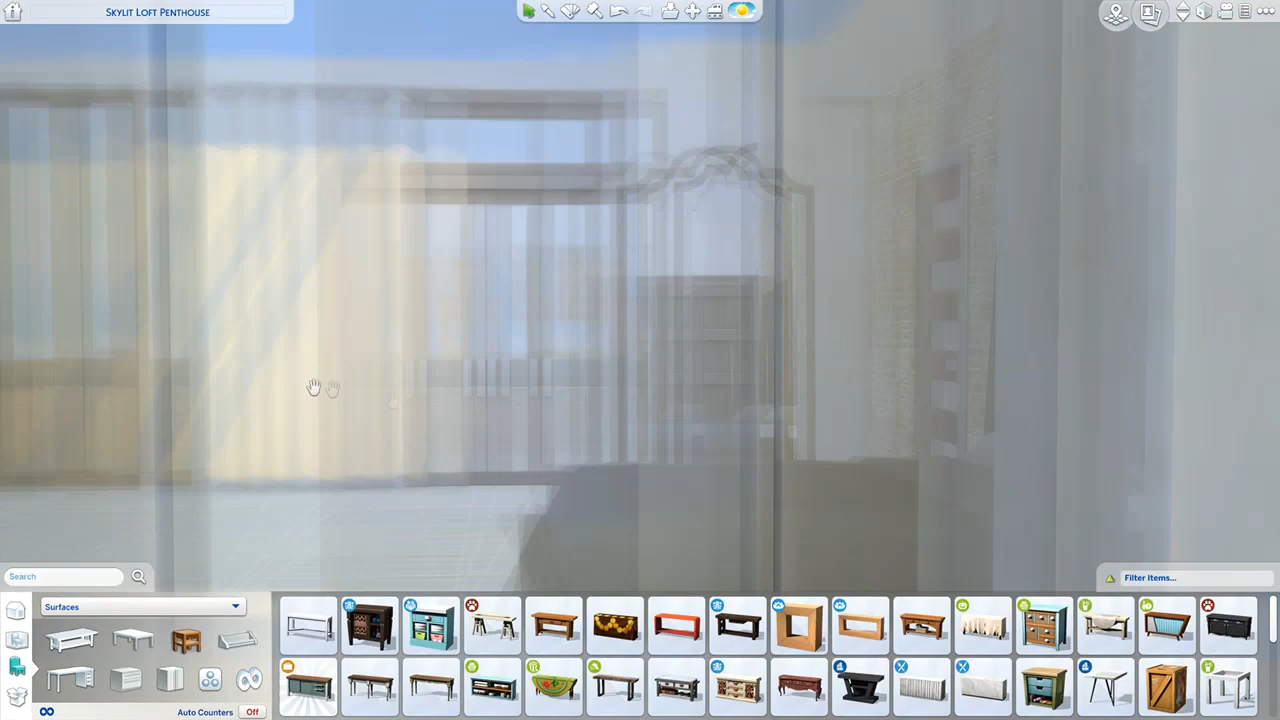 Skylit Loft Penthouse
Search
Filter Items...
Surfaces
Auto Counters Off